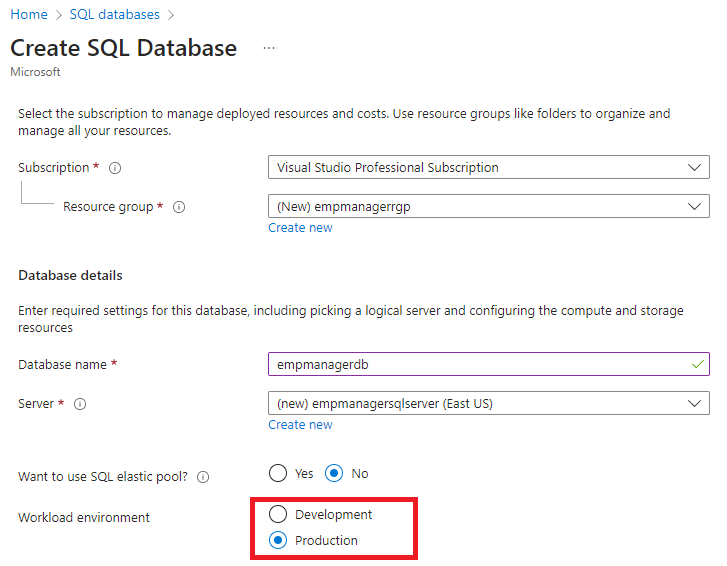 Home > SQL databases >
Create SQL Database ...
Microsoft
Select the subscription to manage deployed resources and costs. Use resource groups like folders to organize and
manage all your resources.
Subscription * Visual Studio Professional Subscription
Resource group * (New) empmanagerrgp
Create new
Database details
Enter required settings for this database, including picking a logical server and configuring the compute and storage
resources
Database name * empmanagerdb
Server * (new) empmanagersqlserver (East US)
Create new
Want to use SQL elastic pool? Yes No
Workload environment Development
Production